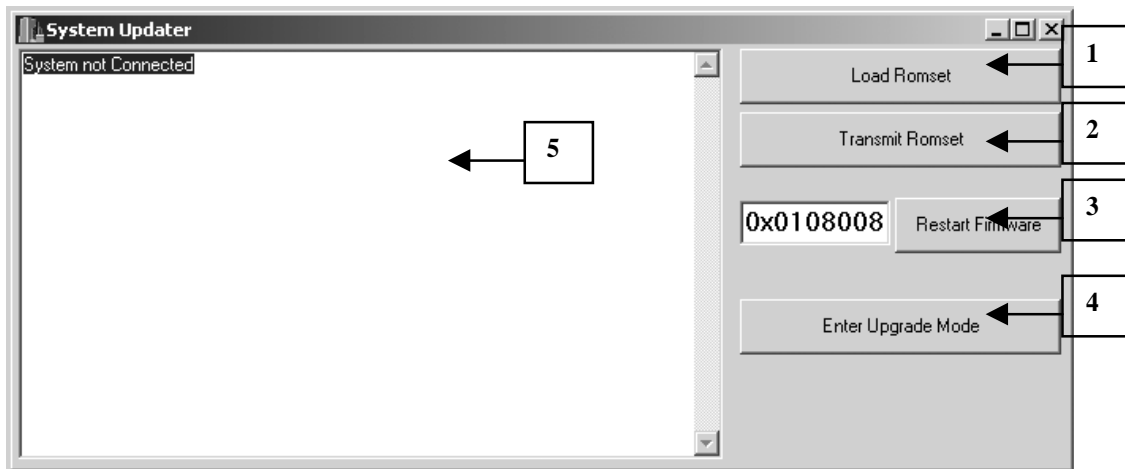 System Updater
System not Connected
Load Romset
1
Transmit Romset
2
5
0x0108008
Restart Firmware
3
Enter Upgrade Mode
4